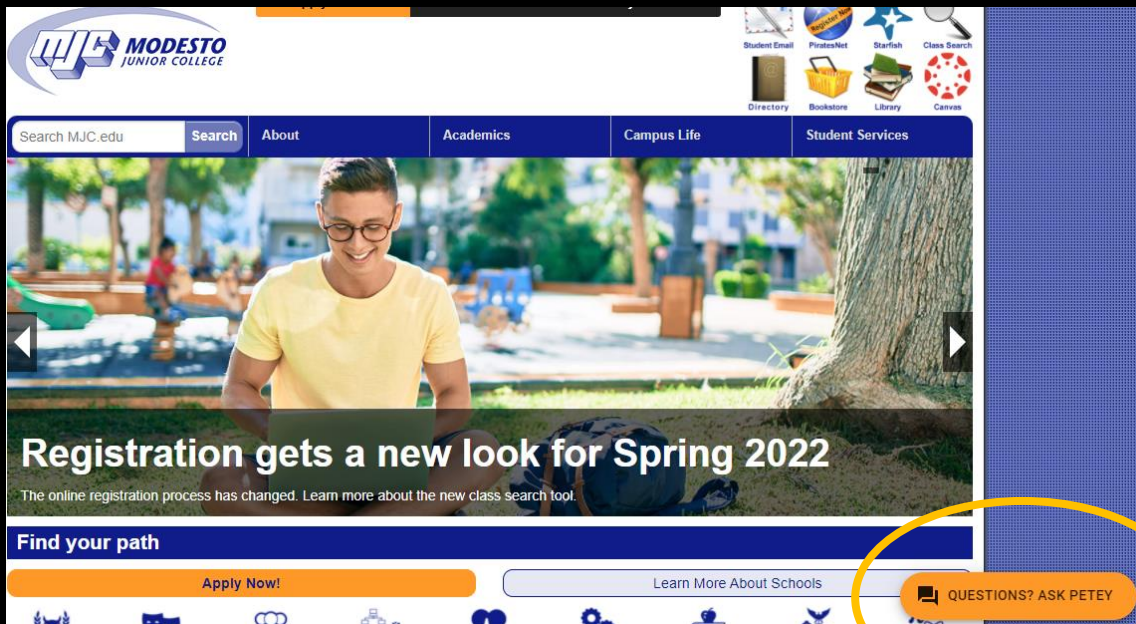 MJC MODESTO
JUNIOR COLLEGE
Register Now
Student Email PiratesNet Starfish Class Search
Directory Bookstore Library Canvas
Search MJC.edu Search About Academics Campus Life Student Services
Registration gets a new look for Spring 2022
The online registration process has changed. Learn more about the new class search tool.
Find your path
Apply Now! Learn More About Schools
QUESTIONS? ASK PETEY